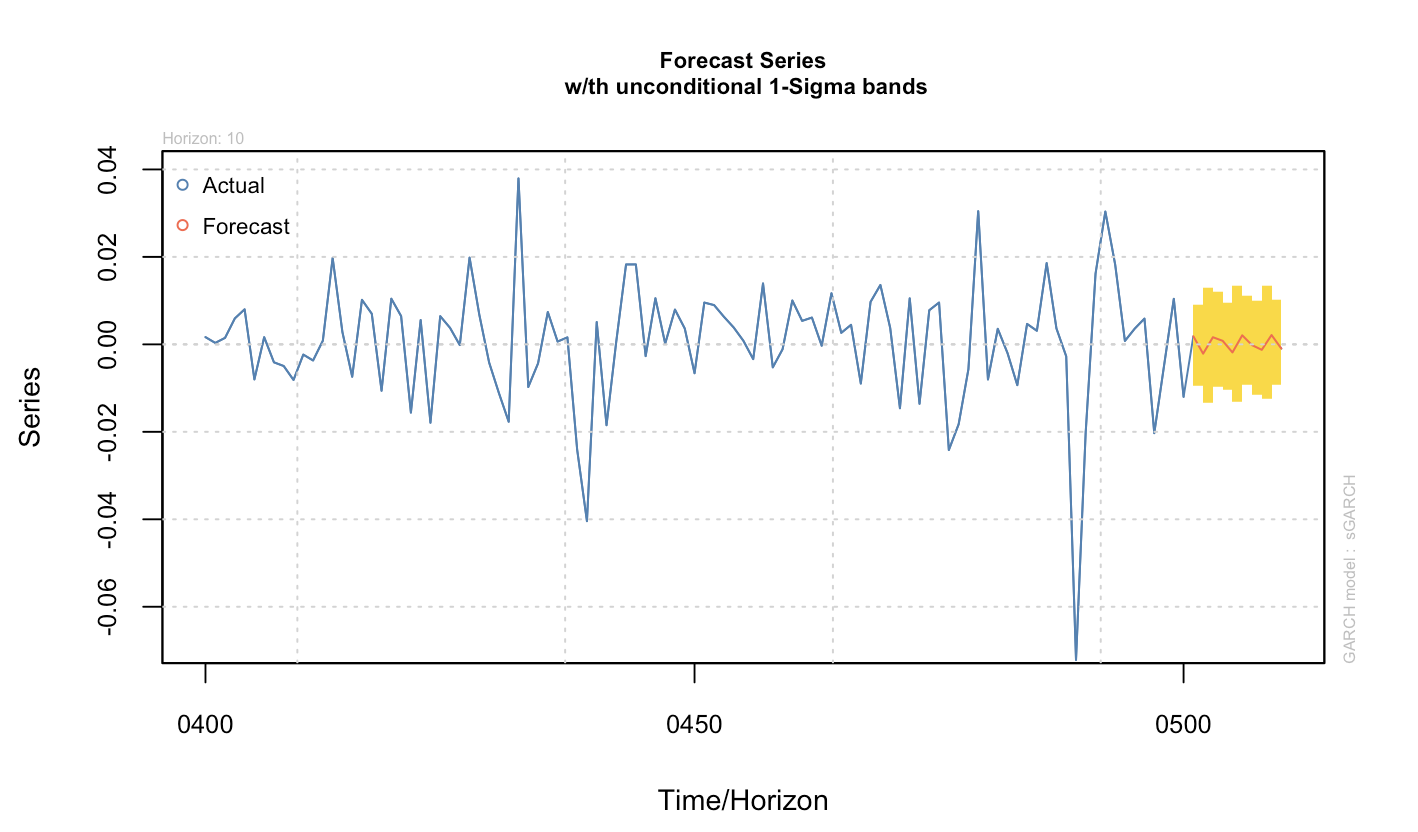 Forecast Series
w/th unconditional 1-Sigma bands
Horizon: 10
Actual
Forecast
0.04
0.02
0.00
-0.02
-0.04
-0.06
Series
0400
0450
0500
Time/Horizon
GARCH model : sGARCH